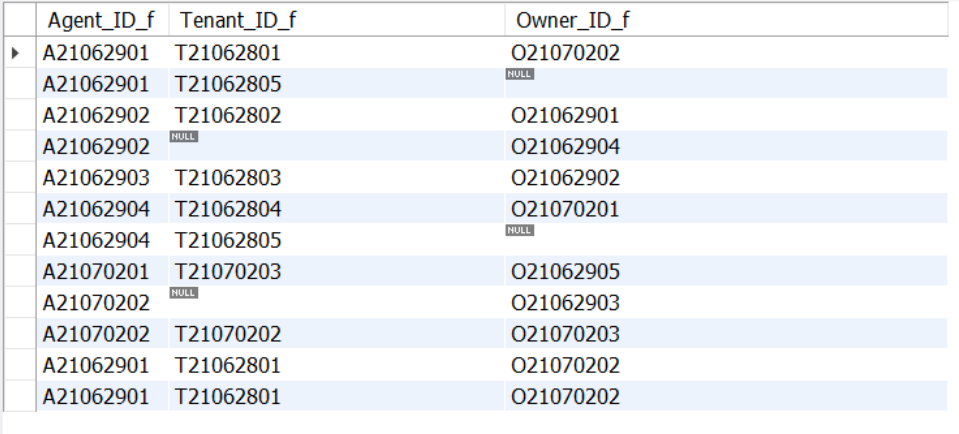 Agent_ID_f Tenant_ID_f Owner_ID_f
A21062901 T21062801 O21070202
A21062901 T21062805 NULL
A21062902 T21062802 O21062901
A21062902 NULL O21062904
A21062903 T21062803 O21062902
A21062904 T21062804 O21070201
A21062904 T21062805 NULL
A21070201 T21070203 O21062905
A21070202 NULL O21062903
A21070202 T21070202 O21070203
A21062901 T21062801 O21070202
A21062901 T21062801 O21070202